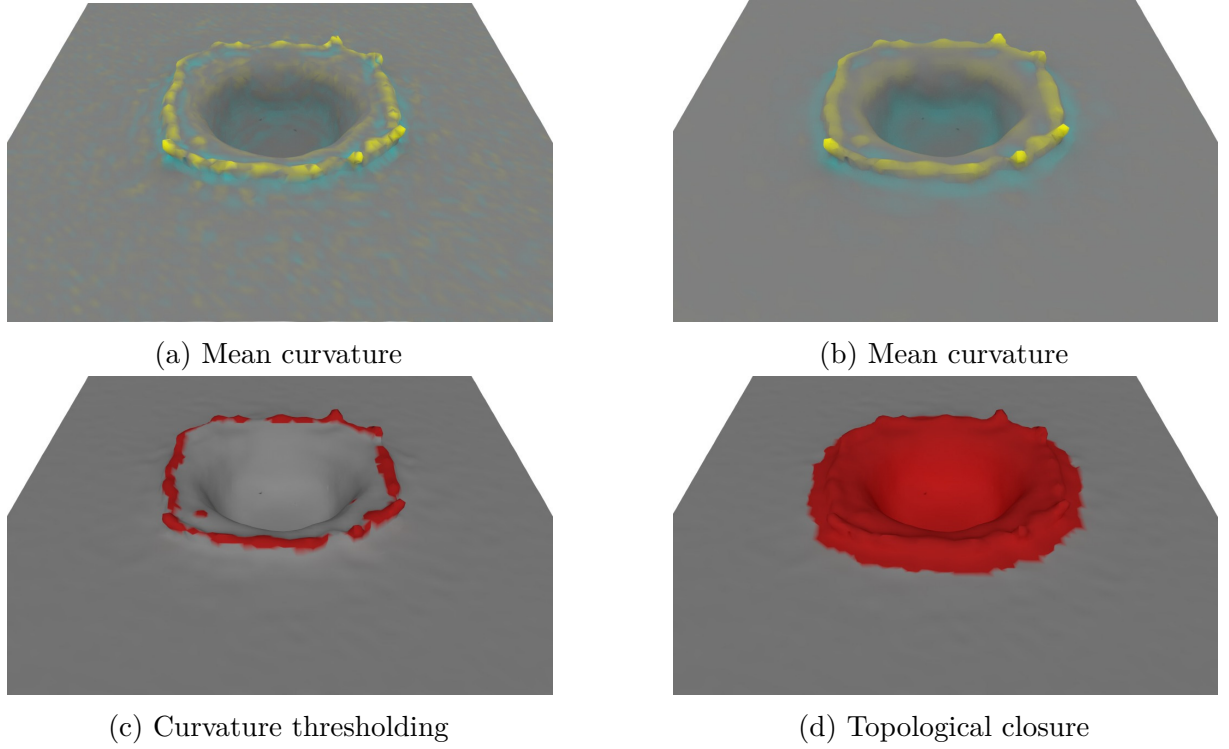 (a) Mean curvature
(b) Mean curvature
(c) Curvature thresholding
(d) Topological closure